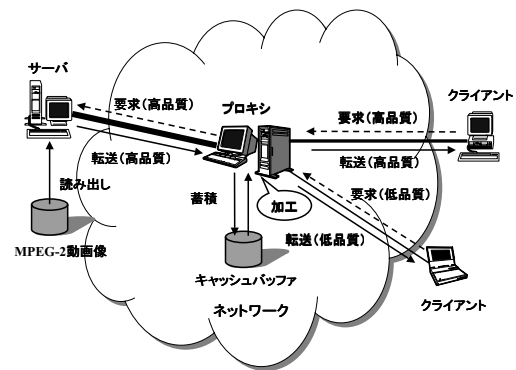 サーバ
要求(高品質)
プロキシ
クライアント
要求(高品質)
転送(高品質)
転送(高品質)
読み出し
要求(低品質)
蓄積
加工
MPEG-2動画像
転送(低品質)
キャッシュバッファ
クライアント
ネットワーク